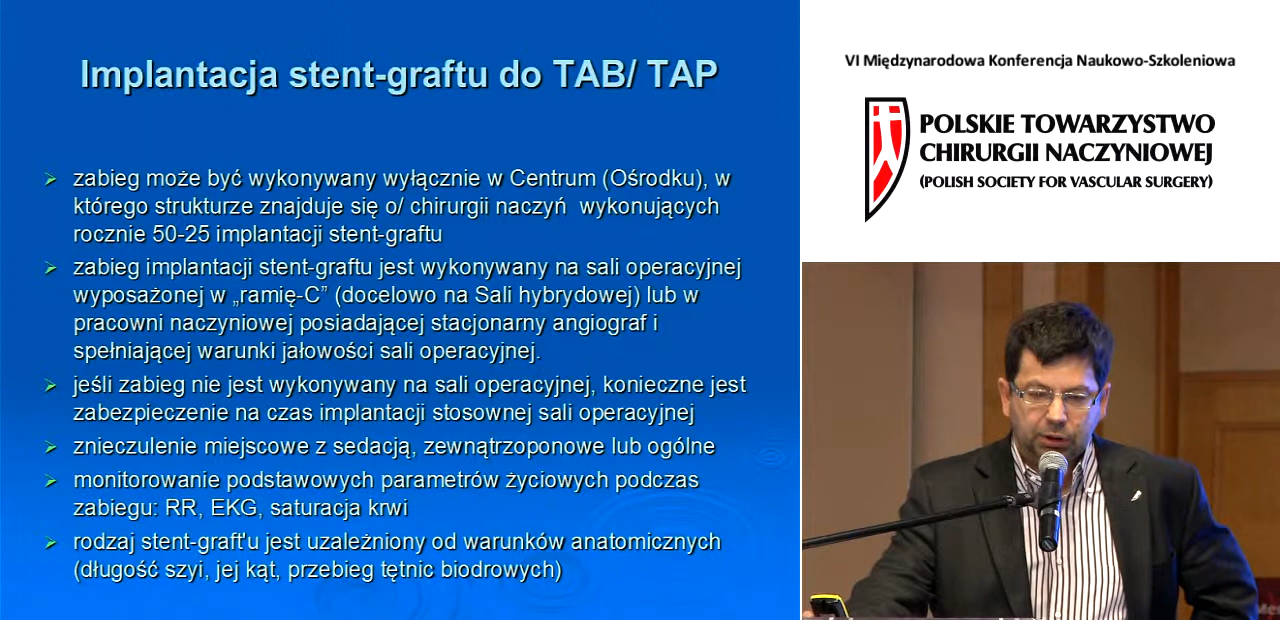 Implantacja stent-graftu do TAB/ TAP
zabieg może być wykonywany wyłącznie w Centrum (Ośrodku), w
którego strukturze znajduje się o/ chirurgii naczyń wykonujących
rocznie 50-25 implantacji stent-graftu
zabieg implantacji stent-graftu jest wykonywany na sali operacyjnej
wyposażonej w „ramię-C” (docelowo na Sali hybrydowej) lub w
pracowni naczyniowej posiadającej stacjonarny angiograf i
spełniającej warunki jałowości sali operacyjnej.
jeśli zabieg nie jest wykonywany na sali operacyjnej, konieczne jest
zabezpieczenie na czas implantacji stosownej sali operacyjnej
znieczulenie miejscowe z sedacją, zewnątrzoponowe lub ogólne
monitorowanie podstawowych parametrów życiowych podczas
zabiegu: RR, EKG, saturacja krwi
rodzaj stent-graft'u jest uzależniony od warunków anatomicznych
(długość szyi, jej kąt, przebieg tętnic biodrowych)
VI Międzynarodowa Konferencja Naukowo-Szkoleniowa
POLSKIE TOWARZYSTWO
CHIRURGII NACZYNIOWEJ
(POLISH SOCIETY FOR VASCULAR SURGERY)